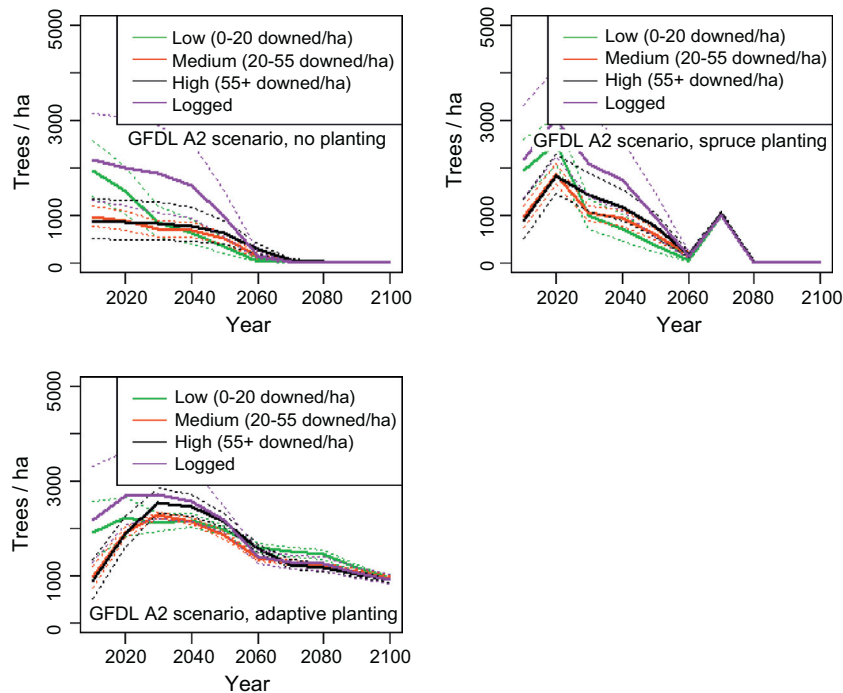 5000
3000
1000
0
Trees / ha
Low (0-20 downed/ha)
Medium (20-55 downed/ha)
High (55+ downed/ha)
Logged
GFDL A2 scenario, no planting
2020
2040
2060
2080
2100
Year
5000
3000
1000
0
Trees / ha
Low (0-20 downed/ha)
Medium (20-55 downed/ha)
High (55+ downed/ha)
Logged
GFDL A2 scenario, spruce planting
2020
2040
2060
2080
2100
Year
5000
3000
1000
0
Trees / ha
Low (0-20 downed/ha)
Medium (20-55 downed/ha)
High (55+ downed/ha)
Logged
GFDL A2 scenario, adaptive planting
2020
2040
2060
2080
2100
Year